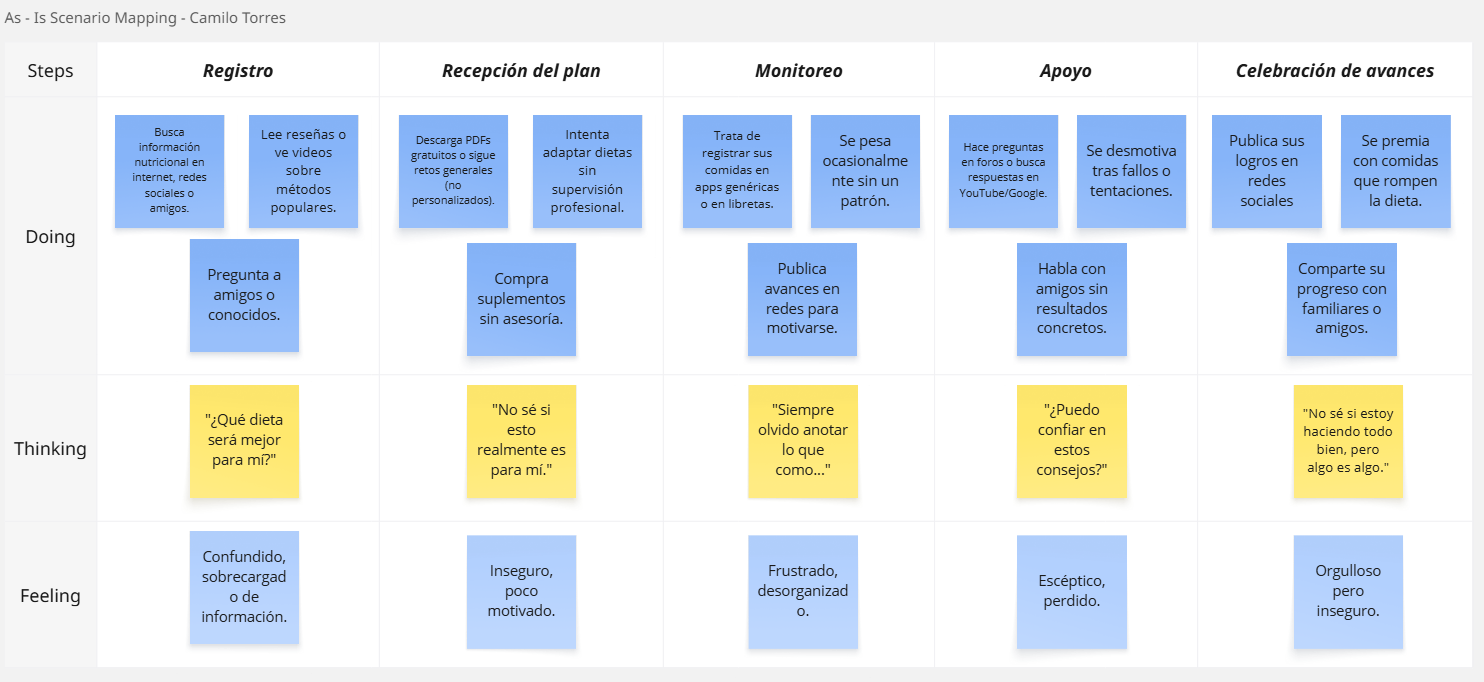 As - Is Scenario Mapping - Camilo Torres
Steps
Registro
Recepción del plan
Monitoreo
Apoyo
Celebración de avances
Doing
Busca
información
nutricional en
internet, redes
sociales o
amigos.
Lee reseñas o
ve videos
sobre
métodos
populares.
Pregunta a
amigos o
conocidos.
Descarga PDFs
gratuitos o sigue
retos generales
(no
personalizados).
Intenta
adaptar dietas
sin
supervisión
profesional.
Compra
suplementos
sin asesoría.
Trata de
registrar sus
comidas en
apps genéricas
o en libretas.
Se pesa
ocasionalme
nte sin un
patrón.
Publica
avances en
redes para
motivarse.
Hace preguntas
en foros o busca
respuestas en
YouTube/Google.
Se desmotiva
tras fallos o
tentaciones.
Habla con
amigos sin
resultados
concretos.
Publica sus
logros en
redes
sociales
Se premia
con comidas
que rompen
la dieta.
Comparte su
progreso con
familiares o
amigos.
Thinking
"¿Qué dieta
será mejor
para mí?"
"No sé si
esto
realmente es
para mí."
"Siempre
olvido anotar
lo que
como..."
"¿Puedo
confiar en
estos
consejos?"
"No sé si estoy
haciendo todo
bien, pero
algo es algo."
Feeling
Confundido,
sobrecargad
o de
información.
Inseguro,
poco
motivado.
Frustrado,
desorganizad
o.
Escéptico,
perdido.
Orgulloso
pero
inseguro.